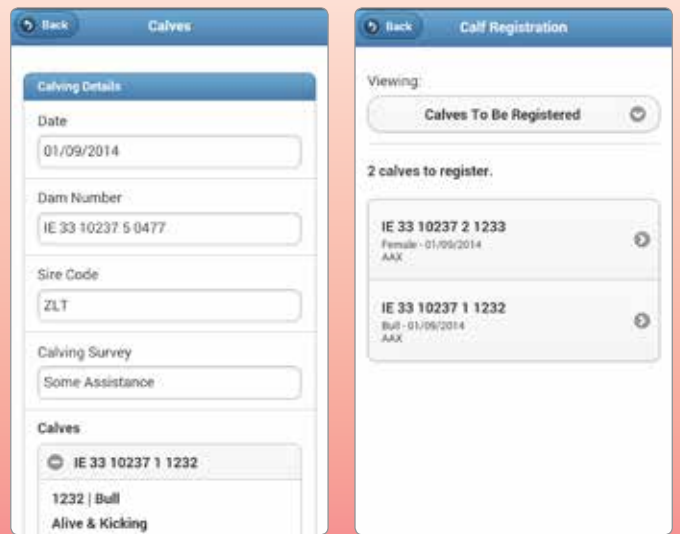 Back
Calves
Calving Details
Date
01/09/2014
Dam Number
IE 33 10237 5 0477
Sire Code
ZLT
Calving Survey
Some Assistance
Calves
IE 33 10237 1 1232
1232 | Bull
Alive & Kicking
Back
Calf Registration
Viewing:
Calves To Be Registered
2 calves to register.
IE 33 10237 2 1233
Female - 01/09/2014
AAX
IE 33 10237 1 1232
Bull - 01/09/2014
AAX